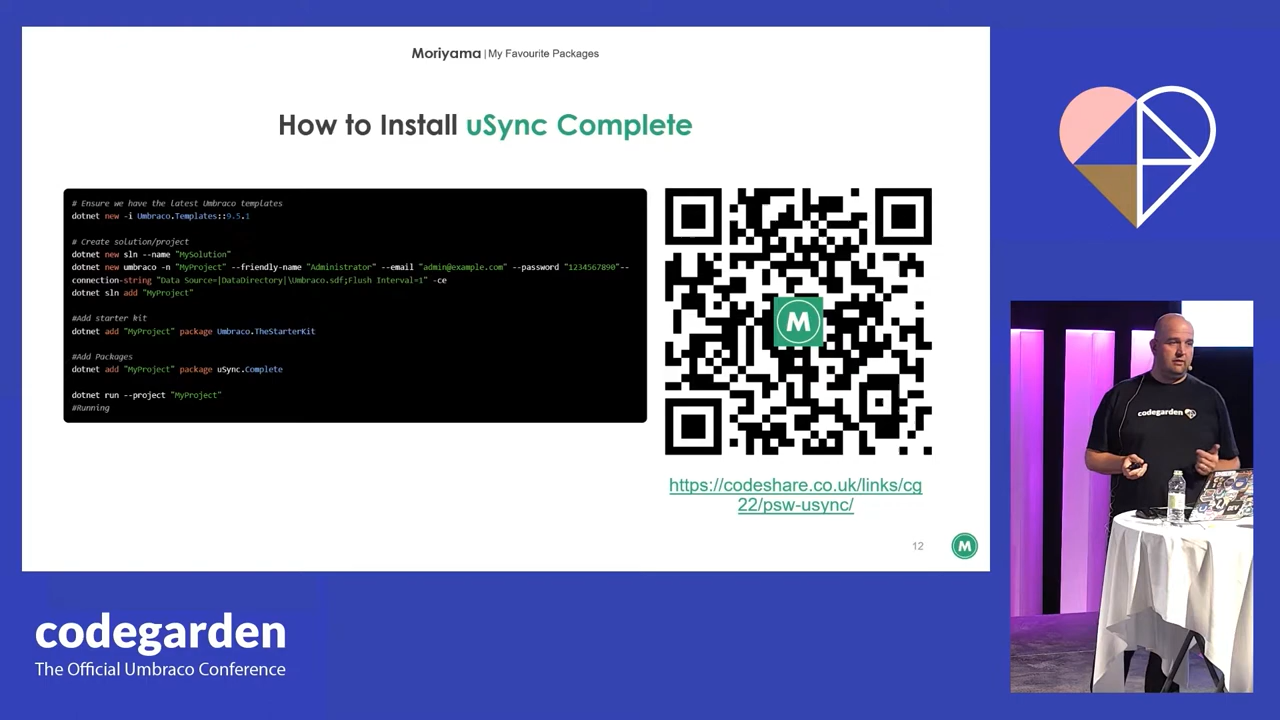 Moriyama | My Favourite Packages
How to Install uSync Complete
# Ensure we have the latest Umbraco templates
dotnet new -i Umbraco.Templates::9.5.1
# Create solution/project
dotnet new sln --name "MySolution"
dotnet new umbraco -n "MyProject" --friendly-name "Administrator" --email "admin@example.com" --password "1234567890"--
connection-string "Data Source=|DataDirectory|\Umbraco.sdf;Flush Interval=1" -ce
dotnet sln add "MyProject"
#Add starter kit
dotnet add "MyProject" package Umbraco.TheStarterKit
#Add Packages
dotnet add "MyProject" package uSync.Complete
dotnet run --project "MyProject"
#Running
M
https://codeshare.co.uk/links/cg
22/psw-usync/
12
M
codegarden
codegarden
The Official Umbraco Conference